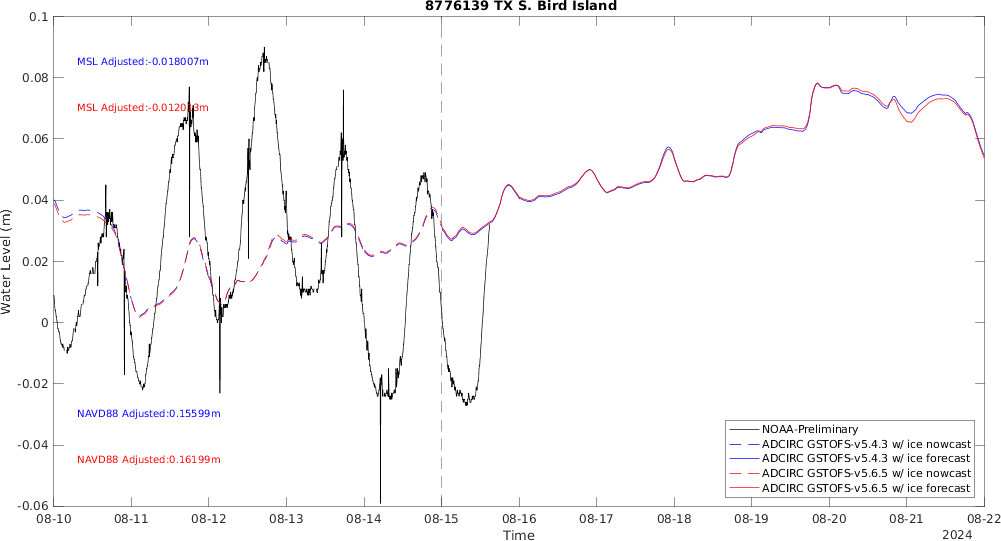 8776139 TX S. Bird Island
0.1
0.08
0.06
0.04
0.02
0
-0.02
-0.04
-0.06
Water Level (m)
MSL Adjusted:-0.018007m
MSL Adjusted:
NAVD88 Adjusted:0.15599m
NAVD88 Adjusted:0.16199m
NOAA-Preliminary
ADCIRC GSTOFS-v5.4.3 w/ ice nowcast
ADCIRC GSTOFS-v5.4.3 w/ ice forecast
ADCIRC GSTOFS-v5.6.5 w/ ice nowcast
ADCIRC GSTOFS-v5.6.5 w/ ice forecast
08-10 08-11 08-12 08-13 08-14 08-15 08-16 08-17 08-18 08-19 08-20 08-21 08-22
Time
2024